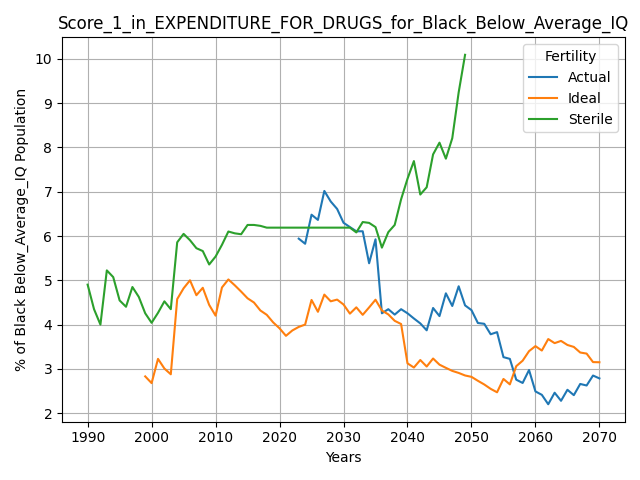 Score_1_in_EXPENDITURE_FOR_DRUGS_for_Black_Below_Average_IQ
% of Black Below_Average_IQ Population
10
9
8
7
6
5
4
3
2
Fertility
Actual
Ideal
Sterile
1990 2000 2010 2020 2030 2040 2050 2060 2070
Years